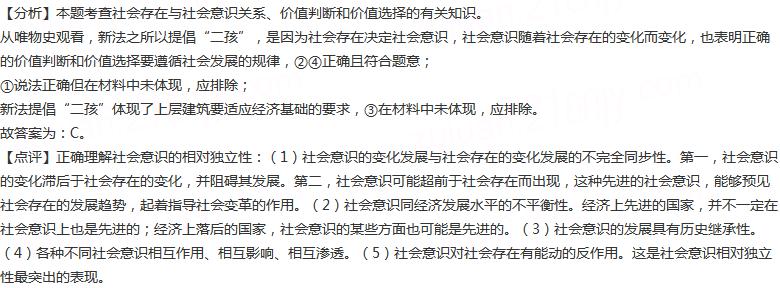 【分析】本题考查社会存在与社会意识关系、价值判断和价值选择的有关知识。
从唯物史观看，新法之所以提倡“二孩”，是因为社会存在决定社会意识，社会意识随着社会存在的变化而变化，也表明正确
的价值判断和价值选择要遵循社会发展的规律，②④正确且符合题意；
①说法正确但在材料中未体现，应排除；
新法提倡“二孩”体现了上层建筑要适应经济基础的要求，③在材料中未体现，应排除。
故答案为：C。
【点评】正确理解社会意识的相对独立性：（1）社会意识的变化发展与社会存在的变化发展的不完全同步性。第一，社会意识
的变化滞后于社会存在的变化，并阻碍其发展。第二，社会意识可能超前于社会存在而出现，这种先进的社会意识，能够预见
社会存在的发展趋势，起着指导社会变革的作用。（2）社会意识同经济发展水平的不平衡性。经济上先进的国家，并不一定在
社会意识上也是先进的；经济上落后的国家，社会意识的某些方面也可能是先进的。（3）社会意识的发展具有历史继承性。
（4）各种不同社会意识相互作用、相互影响、相互渗透。（5）社会意识对社会存在有能动的反作用。这是社会意识相对独立
性最突出的表现。